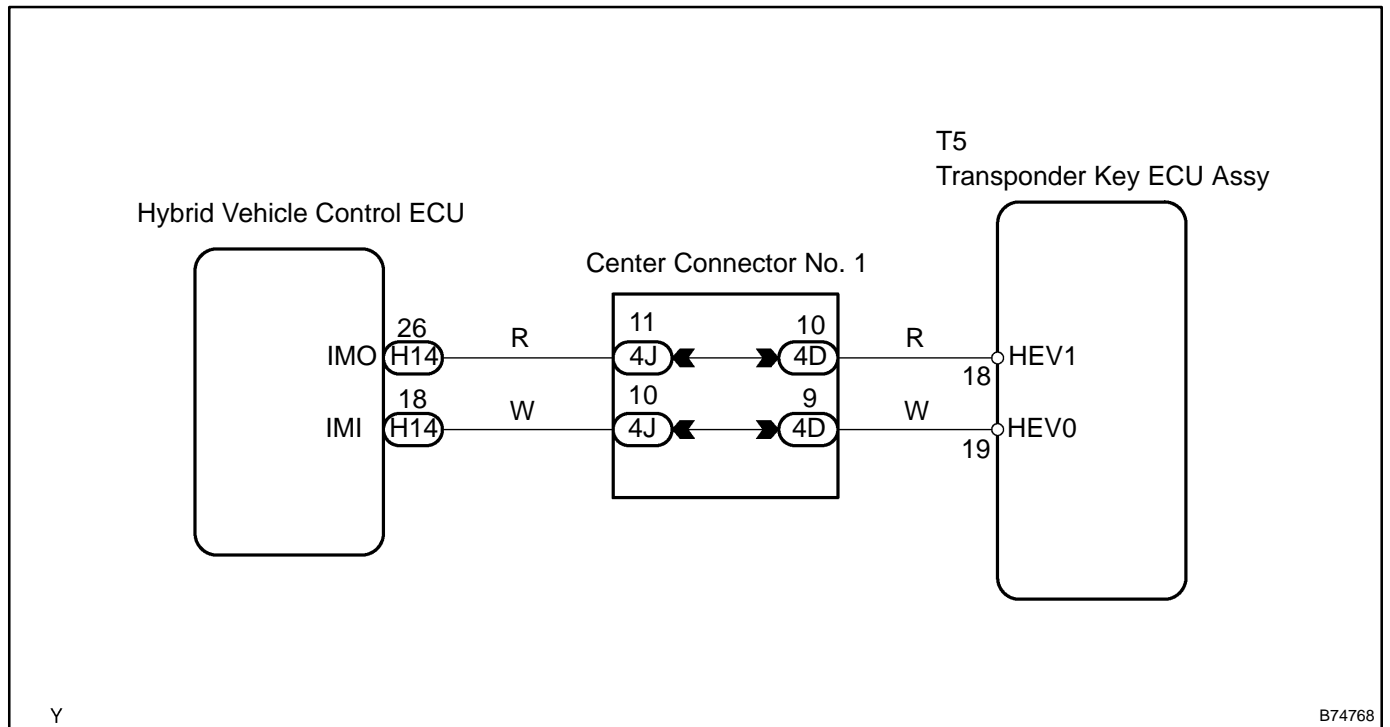 T5
Transponder Key ECU Assy
Hybrid Vehicle Control ECU
Center Connector No. 1
26
R
11
10
R
IMO
H14
4J
4D
18
HEV1
18
W
10
9
W
IMI
H14
4J
4D
19
HEV0
Y
B74768